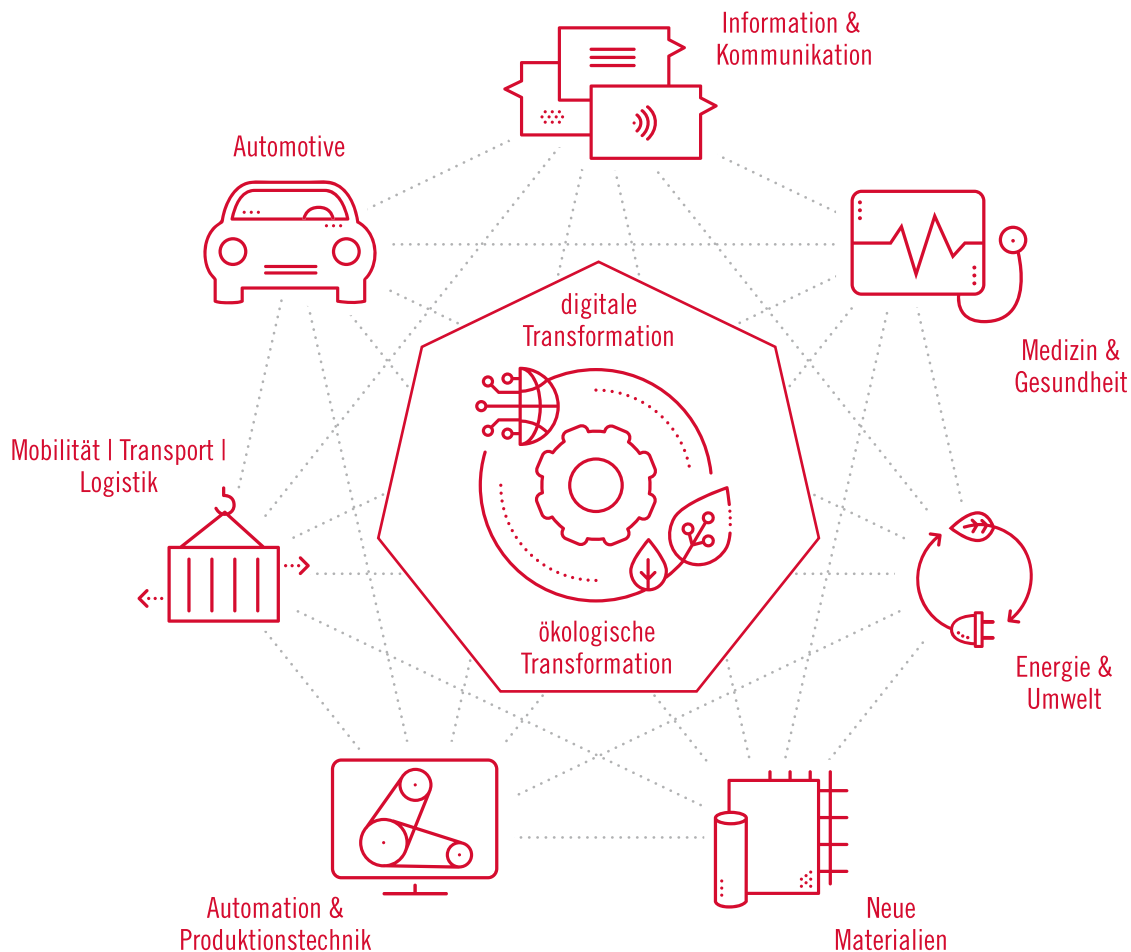 Information &
Kommunikation
Automotive
digitale
Transformation
Medizin &
Gesundheit
Mobilität | Transport |
Logistik
ökologische
Transformation
Energie &
Umwelt
Automation &
Produktionstechnik
Neue
Materialien